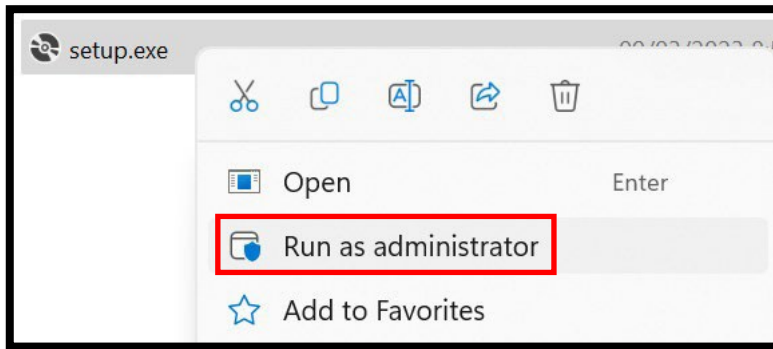 setup.exe
Open Enter
Run as administrator
Add to Favorites